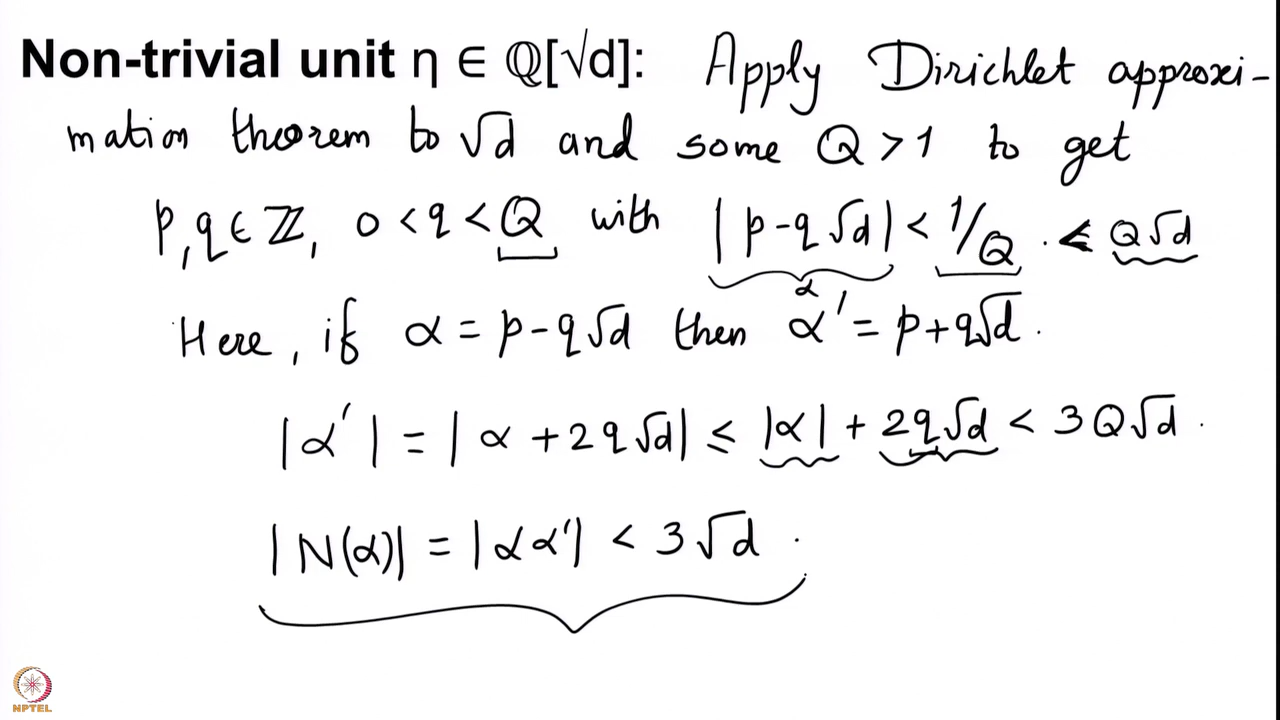 Non-trivial unit η ∈ ℚ[√d]: Apply Dirichlet approxi-
mation theorem to √d and some Q > 1 to get
p, q ∈ ℤ, 0 < q < Q with |p - q√d| < 1/Q . < Q√d
α
Here, if α = p - q√d then α' = p + q√d .
|α'| = |α + 2q√d| ≤ |α| + 2q√d < 3Q√d .
|N(α)| = |αα'| < 3√d .
NPTEL